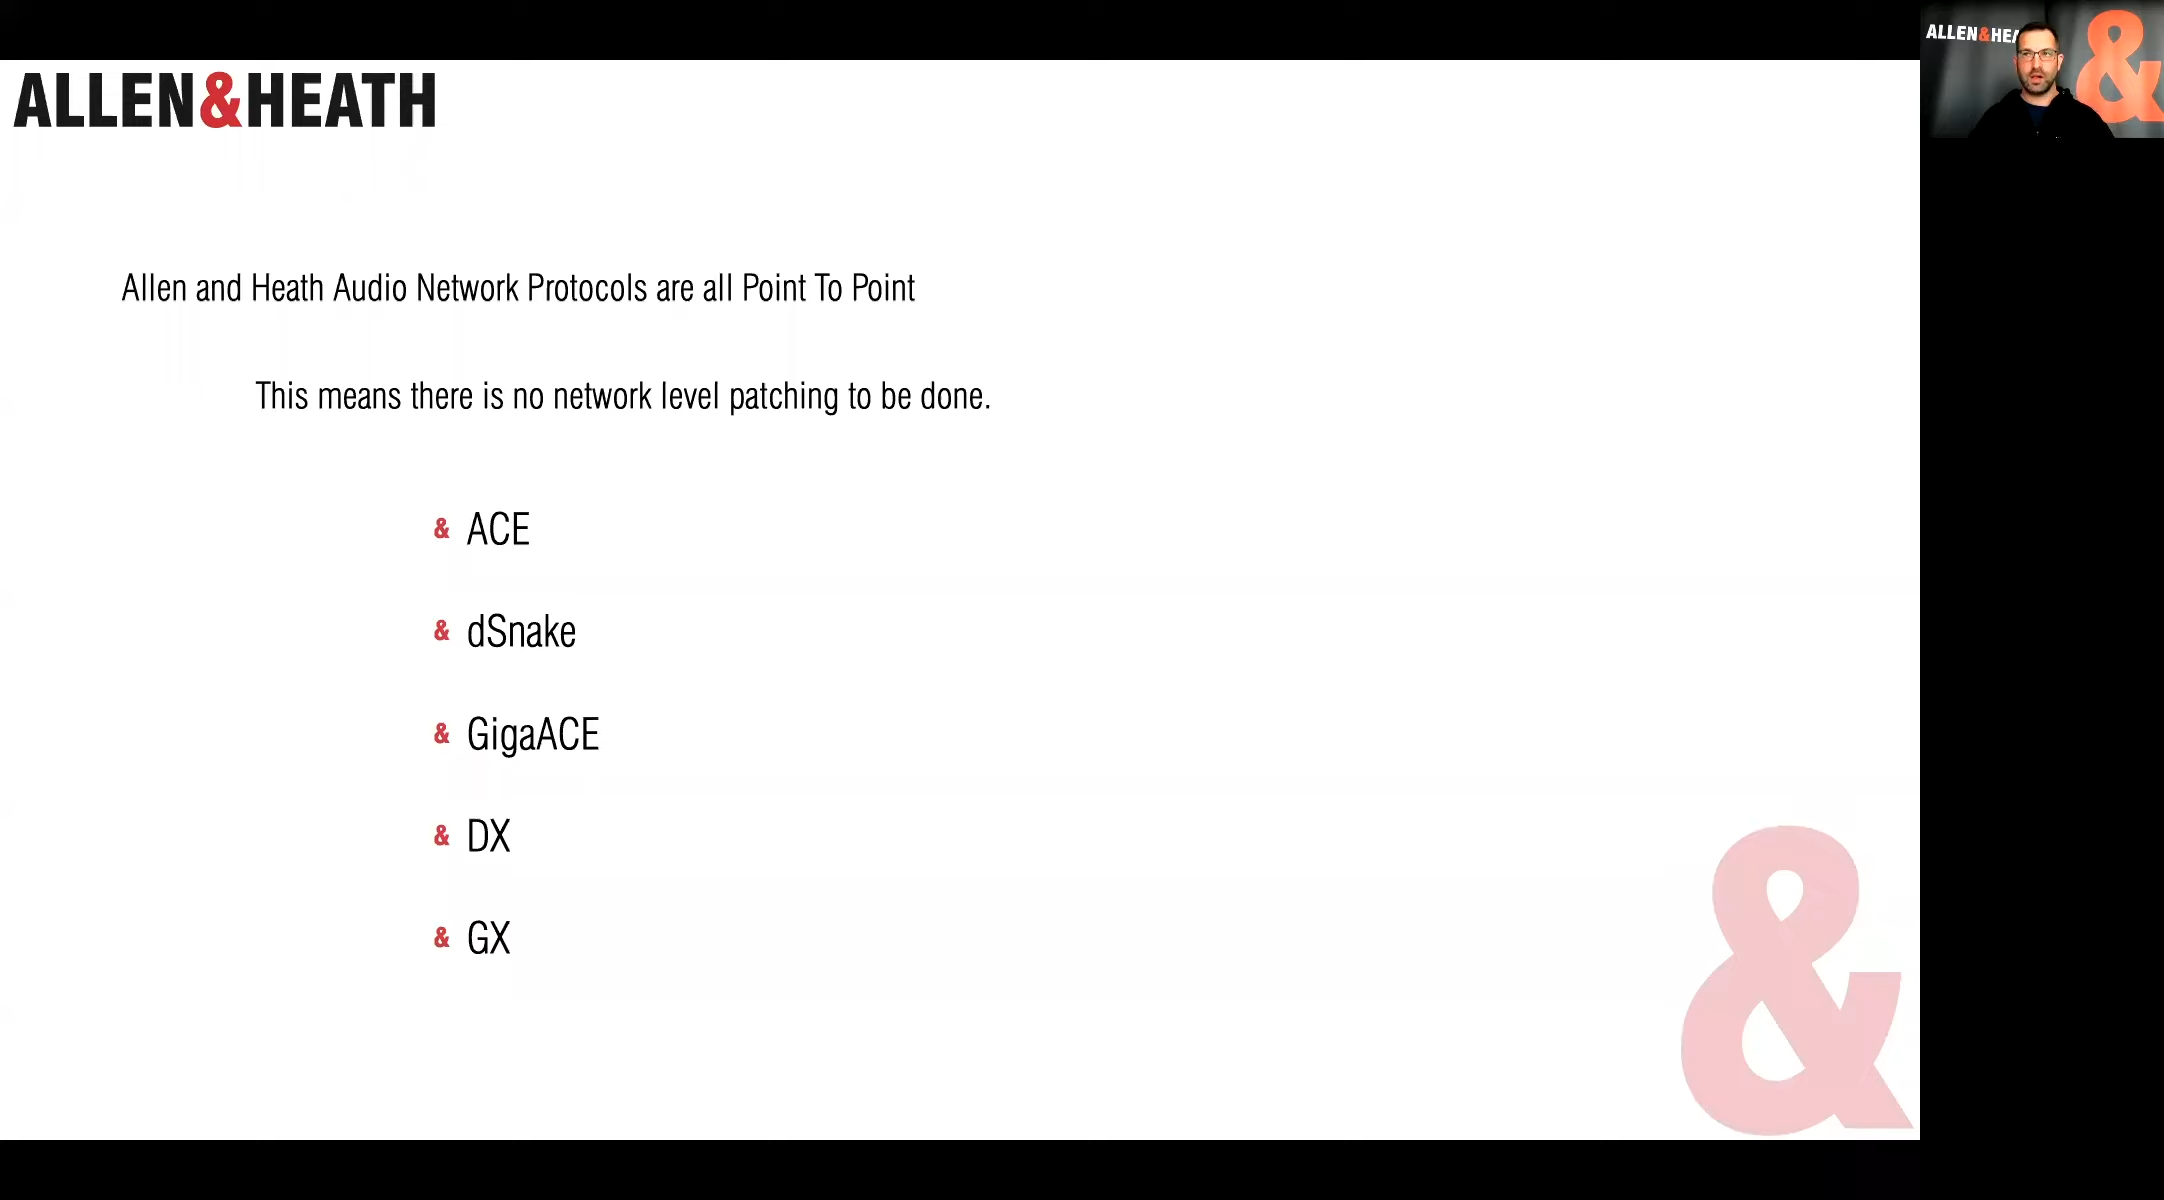 ALLEN&HEATH
ALLEN&HEA
&
Allen and Heath Audio Network Protocols are all Point To Point
This means there is no network level patching to be done.
& ACE
& dSnake
& GigaACE
& DX
& GX
&